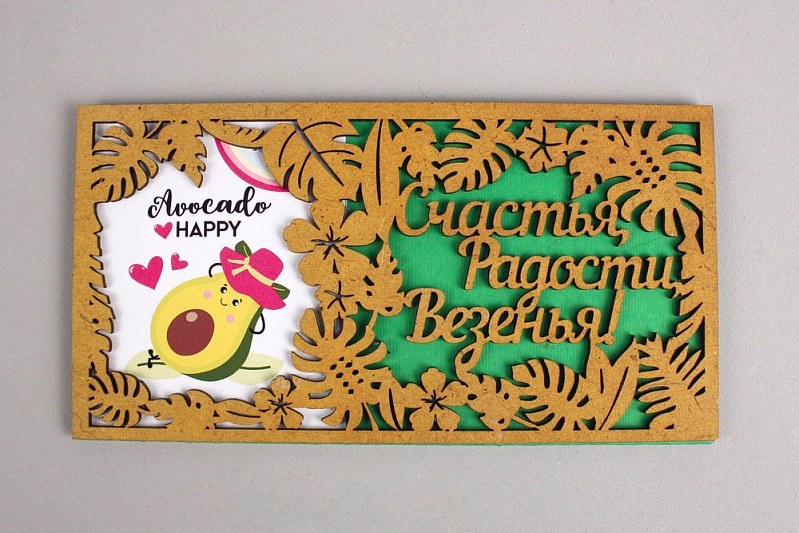 Avocado
HAPPY
Счастья,
Радости,
Везенья!